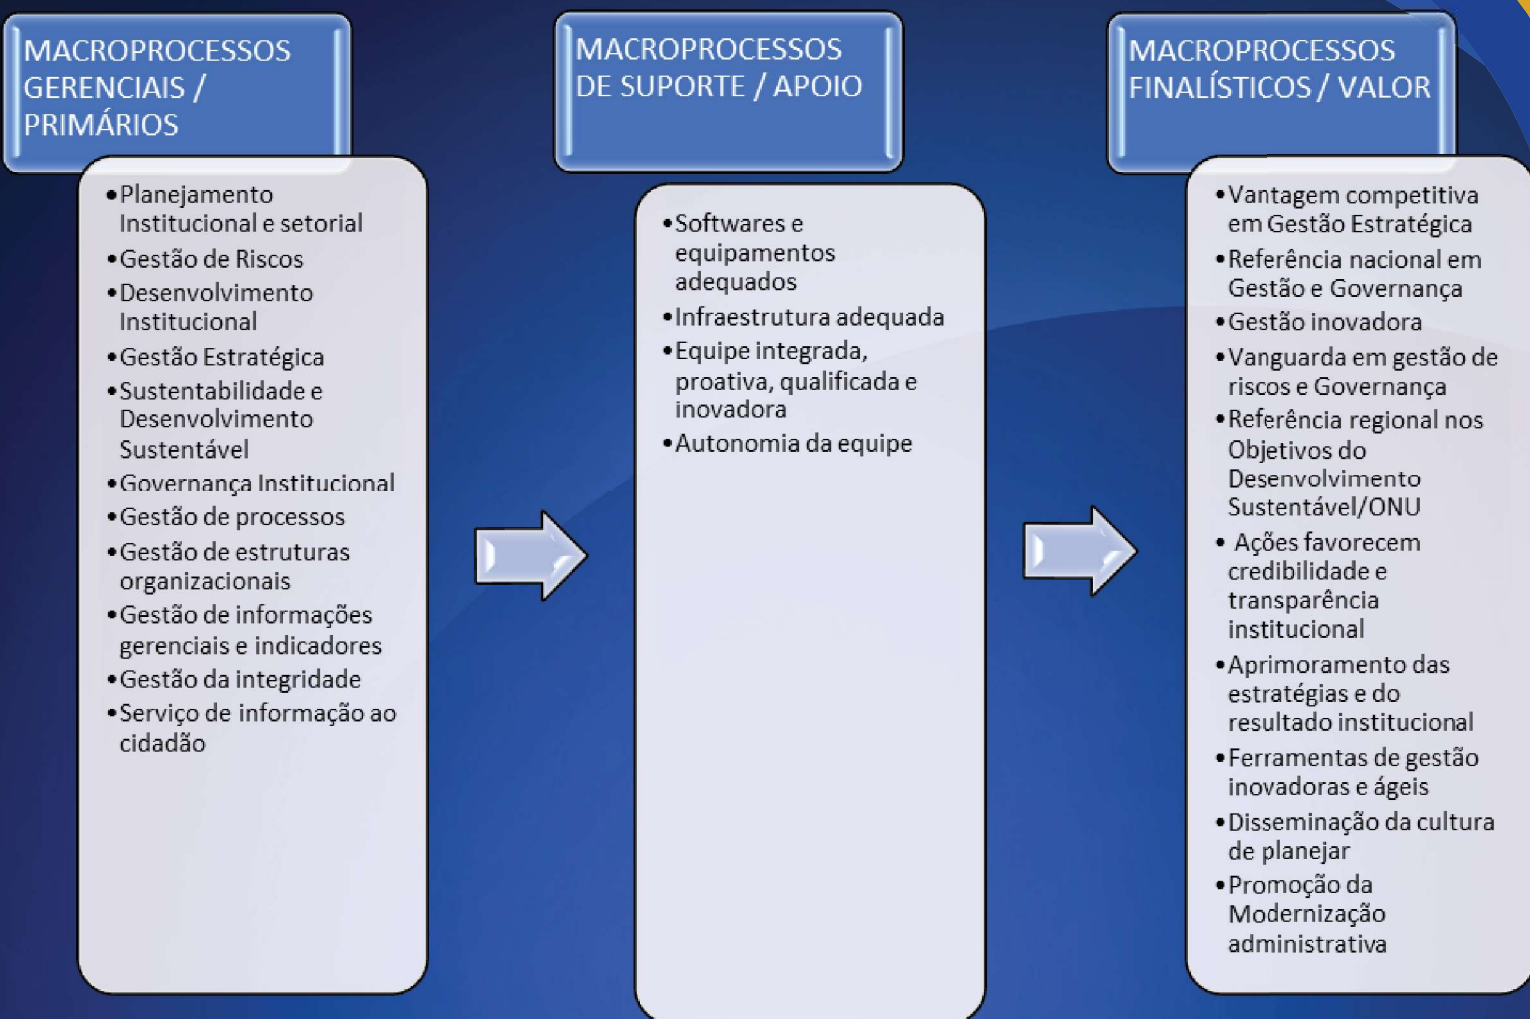 MACROPROCESSOS
GERENCIAIS /
PRIMÁRIOS
•Planejamento
Institucional e setorial
•Gestão de Riscos
•Desenvolvimento
Institucional
•Gestão Estratégica
•Sustentabilidade e
Desenvolvimento
Sustentável
•Governança Institucional
•Gestão de processos
•Gestão de estruturas
organizacionais
•Gestão de informações
gerenciais e indicadores
•Gestão da integridade
•Serviço de informação ao
cidadão
MACROPROCESSOS
DE SUPORTE / APOIO
•Softwares e
equipamentos
adequados
•Infraestrutura adequada
•Equipe integrada,
proativa, qualificada e
inovadora
•Autonomia da equipe
MACROPROCESSOS
FINALÍSTICOS / VALOR
•Vantagem competitiva
em Gestão Estratégica
•Referência nacional em
Gestão e Governança
•Gestão inovadora
•Vanguarda em gestão de
riscos e Governança
•Referência regional nos
Objetivos do
Desenvolvimento
Sustentável/ONU
• Ações favorecem
credibilidade e
transparência
institucional
•Aprimoramento das
estratégias e do
resultado institucional
•Ferramentas de gestão
inovadoras e ágeis
•Disseminação da cultura
de planejar
•Promoção da
Modernização
administrativa